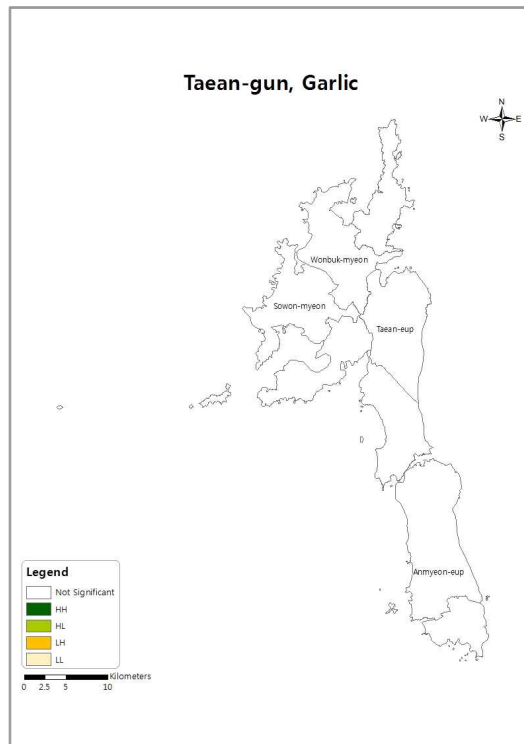 Taean-gun, Garlic
N
W E
S
Wonbuk-myeon
Sowon-myeon
Taean-eup
Anmyeon-eup
Legend
Not Significant
HH
HL
LH
LL
Kilometers
0 2.5 5 10